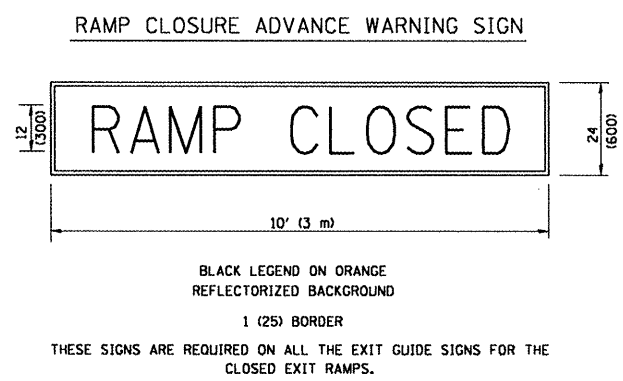 RAMP CLOSURE ADVANCE WARNING SIGN
12
(300)
RAMP CLOSED
24
(600)
10' (3 m)
BLACK LEGEND ON ORANGE
REFLECTORIZED BACKGROUND
1 (25) BORDER
THESE SIGNS ARE REQUIRED ON ALL THE EXIT GUIDE SIGNS FOR THE
CLOSED EXIT RAMPS.